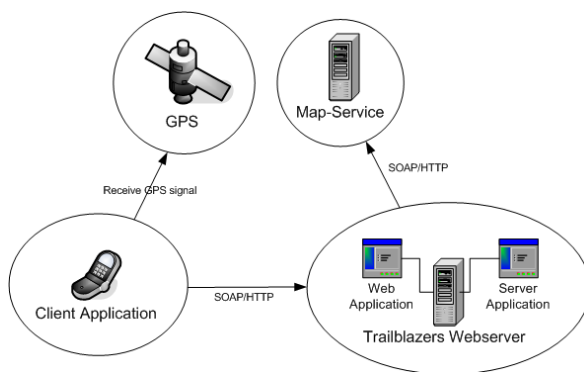 GPS
Map-Service
SOAP/HTTP
Receive GPS signal
Client Application
SOAP/HTTP
Web
Application
Server
Application
Trailblazers Webserver